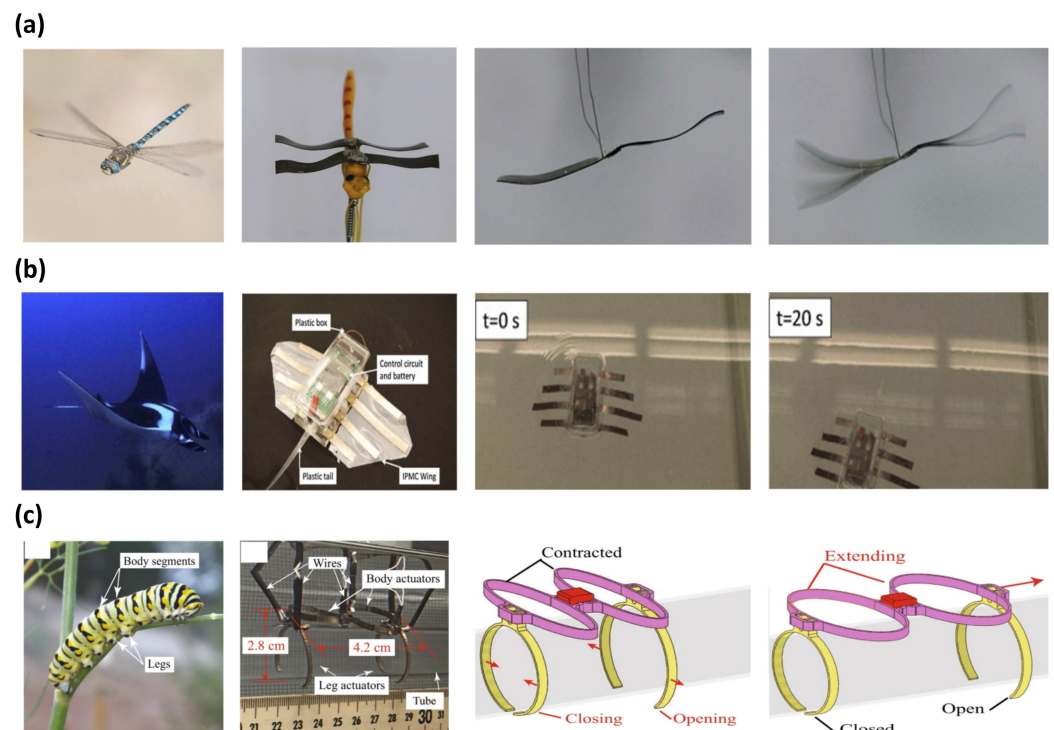 (a)
(b)
Plastic box
Control circuit
and battery
Plastic tail
IPMC Wing
t=0 s
t=20 s
(c)
Body segments
Legs
Wires
Body actuators
2.8 cm
4.2 cm
Leg actuators
Tube
21 22 23 24 25 26 27 28 29 30 31
Contracted
Closing
Opening
Extending
Closed
Open